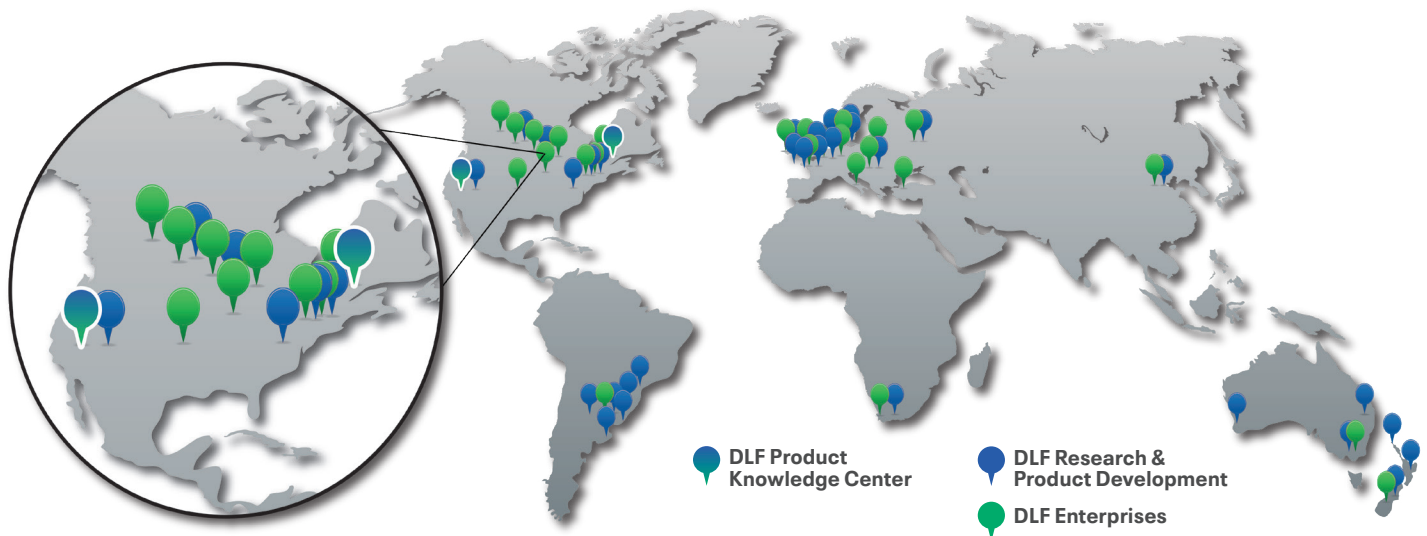 DLF Product
Knowledge Center
DLF Research &
Product Development
DLF Enterprises